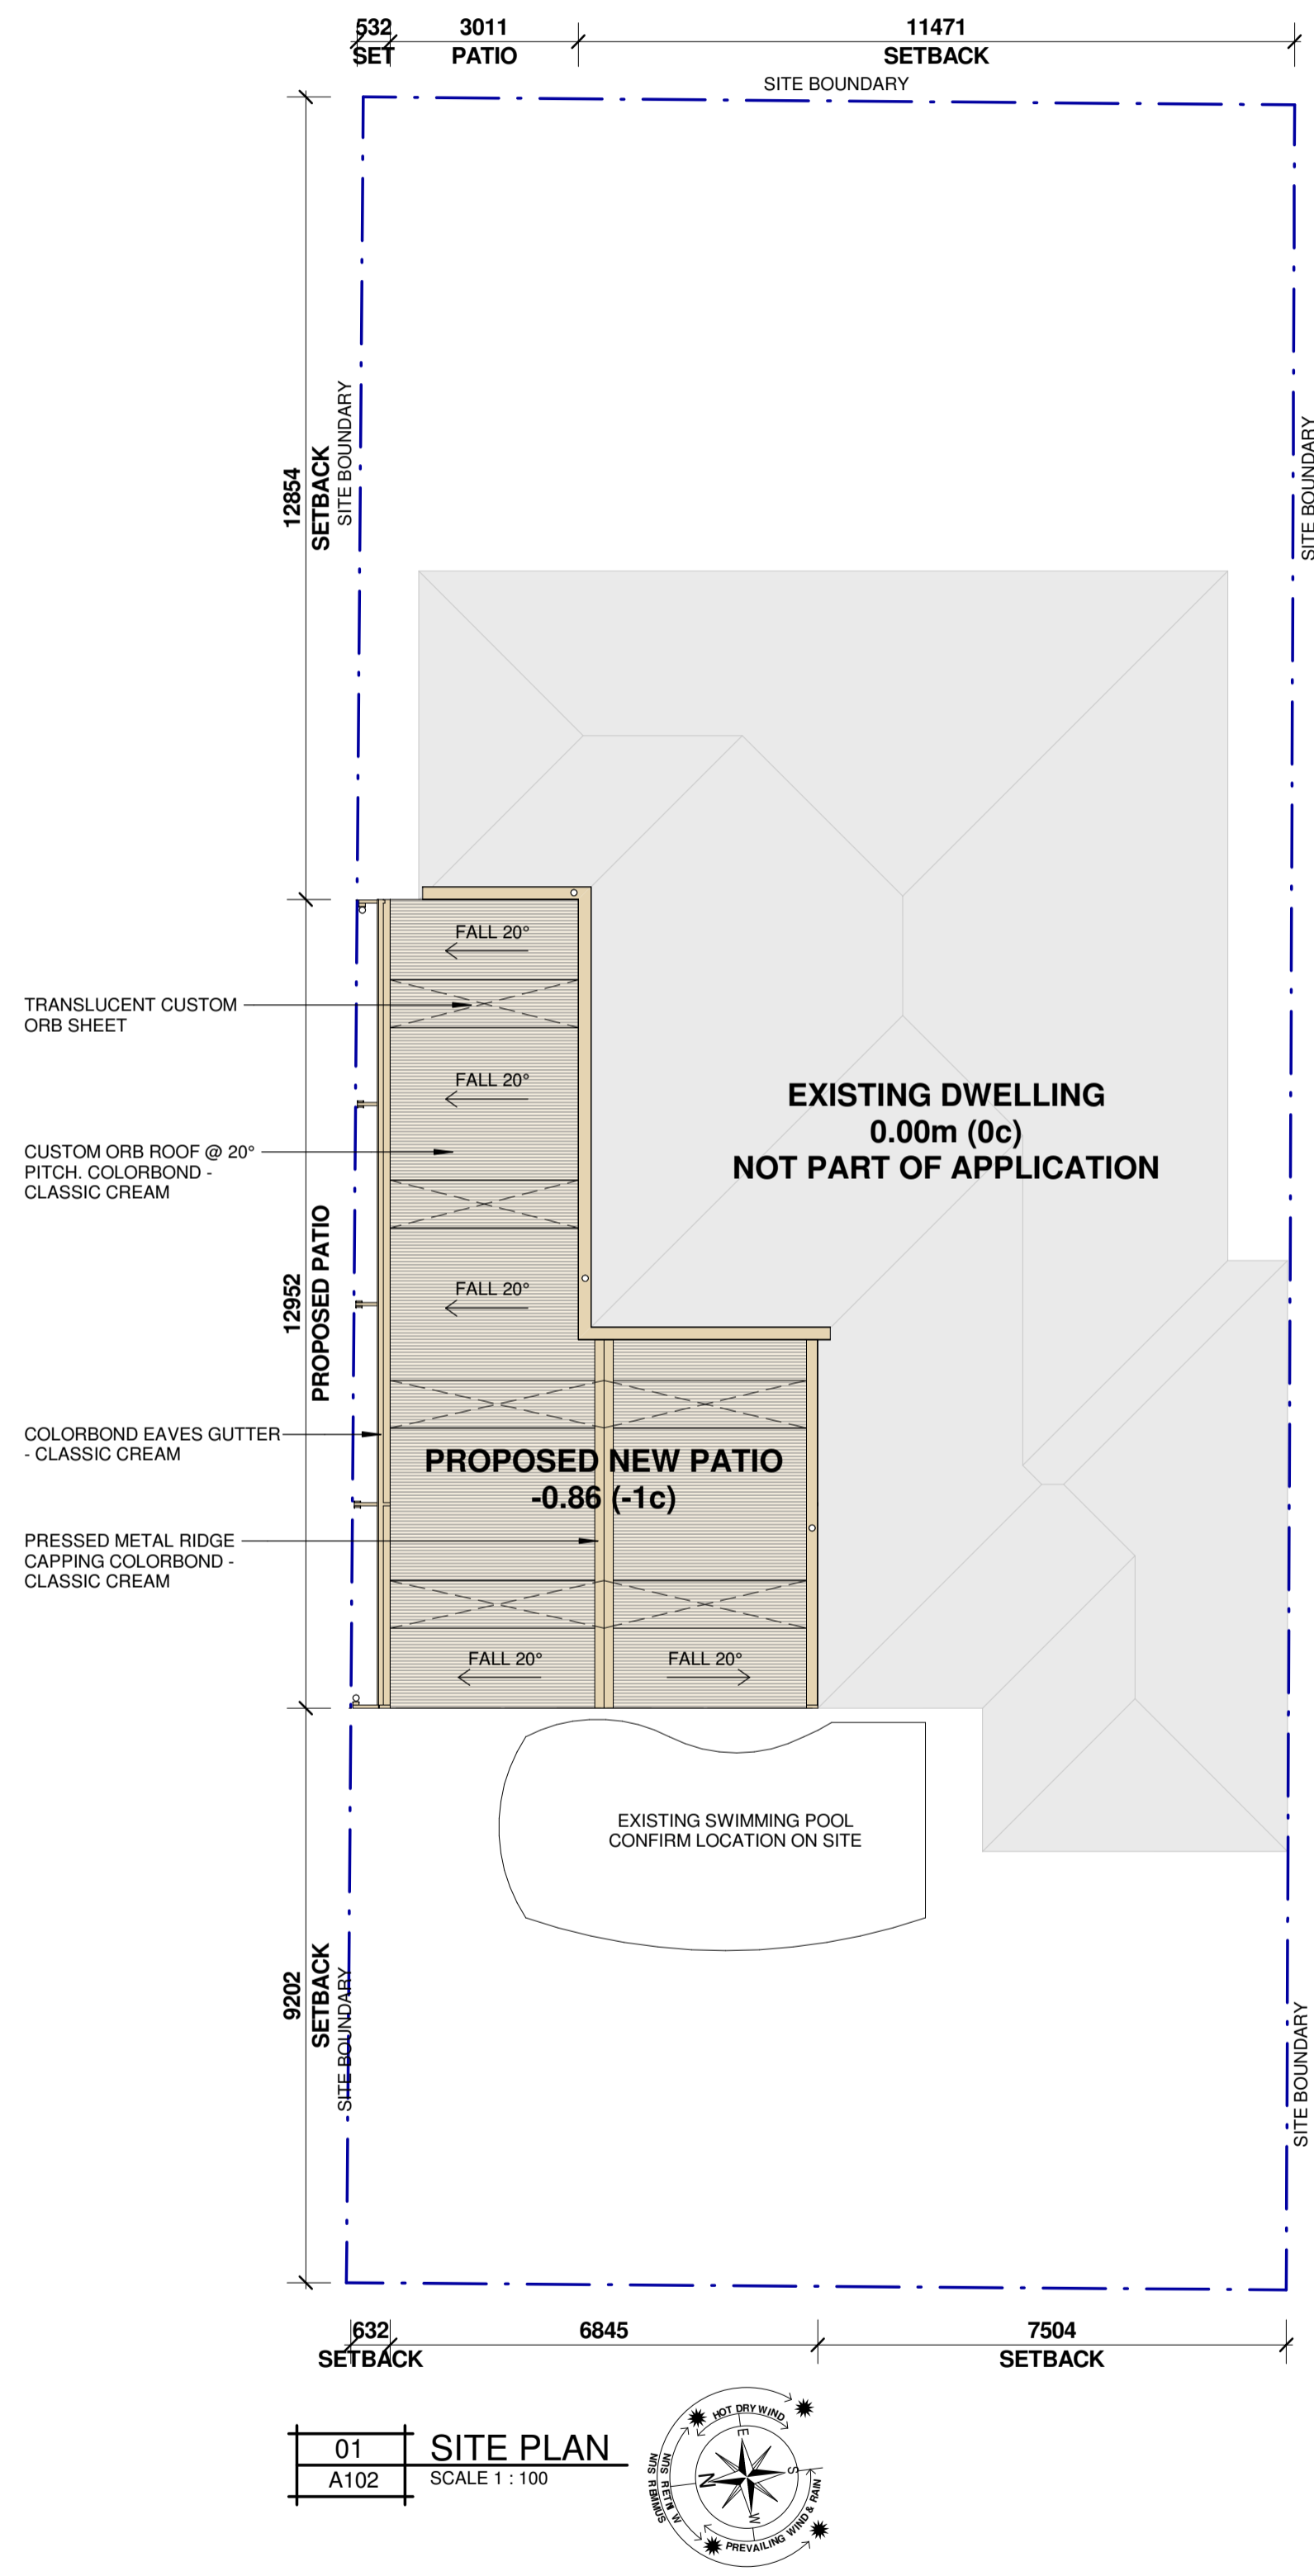 532
SET
3011
PATIO
11471
SETBACK
SITE BOUNDARY
12854
SETBACK
SITE BOUNDARY
SITE BOUNDARY
FALL 20°
TRANSLUCENT CUSTOM
ORB SHEET
FALL 20°
CUSTOM ORB ROOF @ 20°
PITCH. COLORBOND -
CLASSIC CREAM
EXISTING DWELLING
0.00m (0c)
NOT PART OF APPLICATION
12952
PROPOSED PATIO
FALL 20°
COLORBOND EAVES GUTTER
- CLASSIC CREAM
PROPOSED NEW PATIO
-0.86 (-1c)
PRESSED METAL RIDGE
CAPPING COLORBOND -
CLASSIC CREAM
FALL 20°
FALL 20°
EXISTING SWIMMING POOL
CONFIRM LOCATION ON SITE
9202
SETBACK
SITE BOUNDARY
SITE BOUNDARY
632
SETBACK
6845
7504
SETBACK
01
A102
SITE PLAN
SCALE 1 : 100
HOT DRY WIND
E
S
N
W
SUN RETNI W
SUN REMMUS
PREVAILING WIND & RAIN